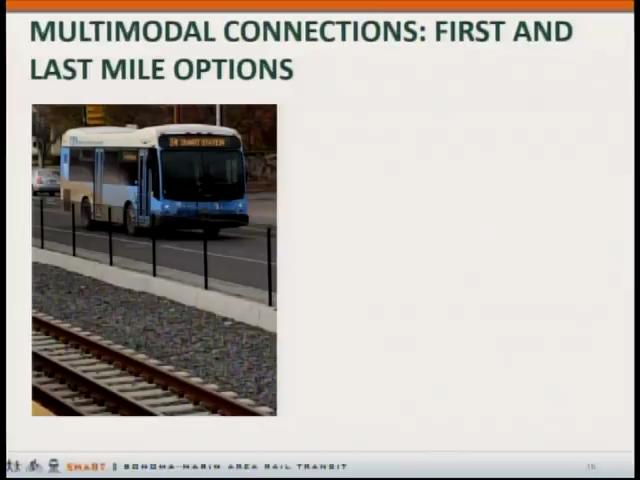 MULTIMODAL CONNECTIONS: FIRST AND
LAST MILE OPTIONS
SMART STATION
SMART | SONOMA-MARIN AREA RAIL TRANSIT